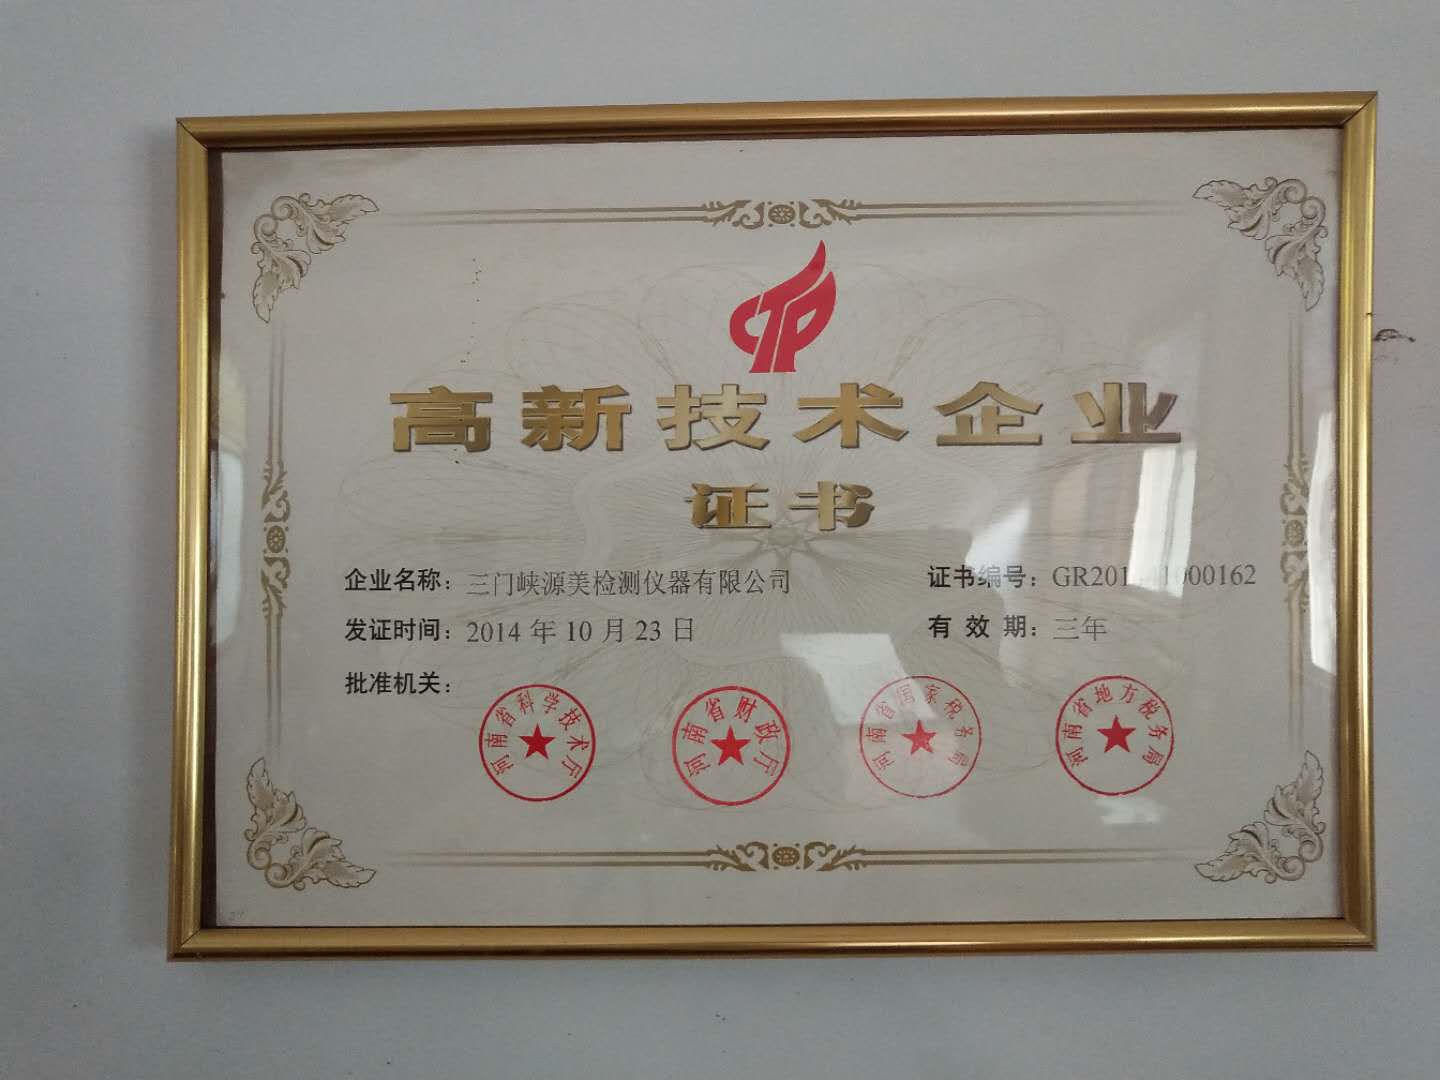 CTP
高新技术企业
证书
企业名称：三门峡源美检测仪器有限公司
证书编号：
发证时间：2014年10月23日
有效期：三年
批准机关：
河南省科学技术厅
河南省财政厅
河南省国家税务局
河南省地方税务局